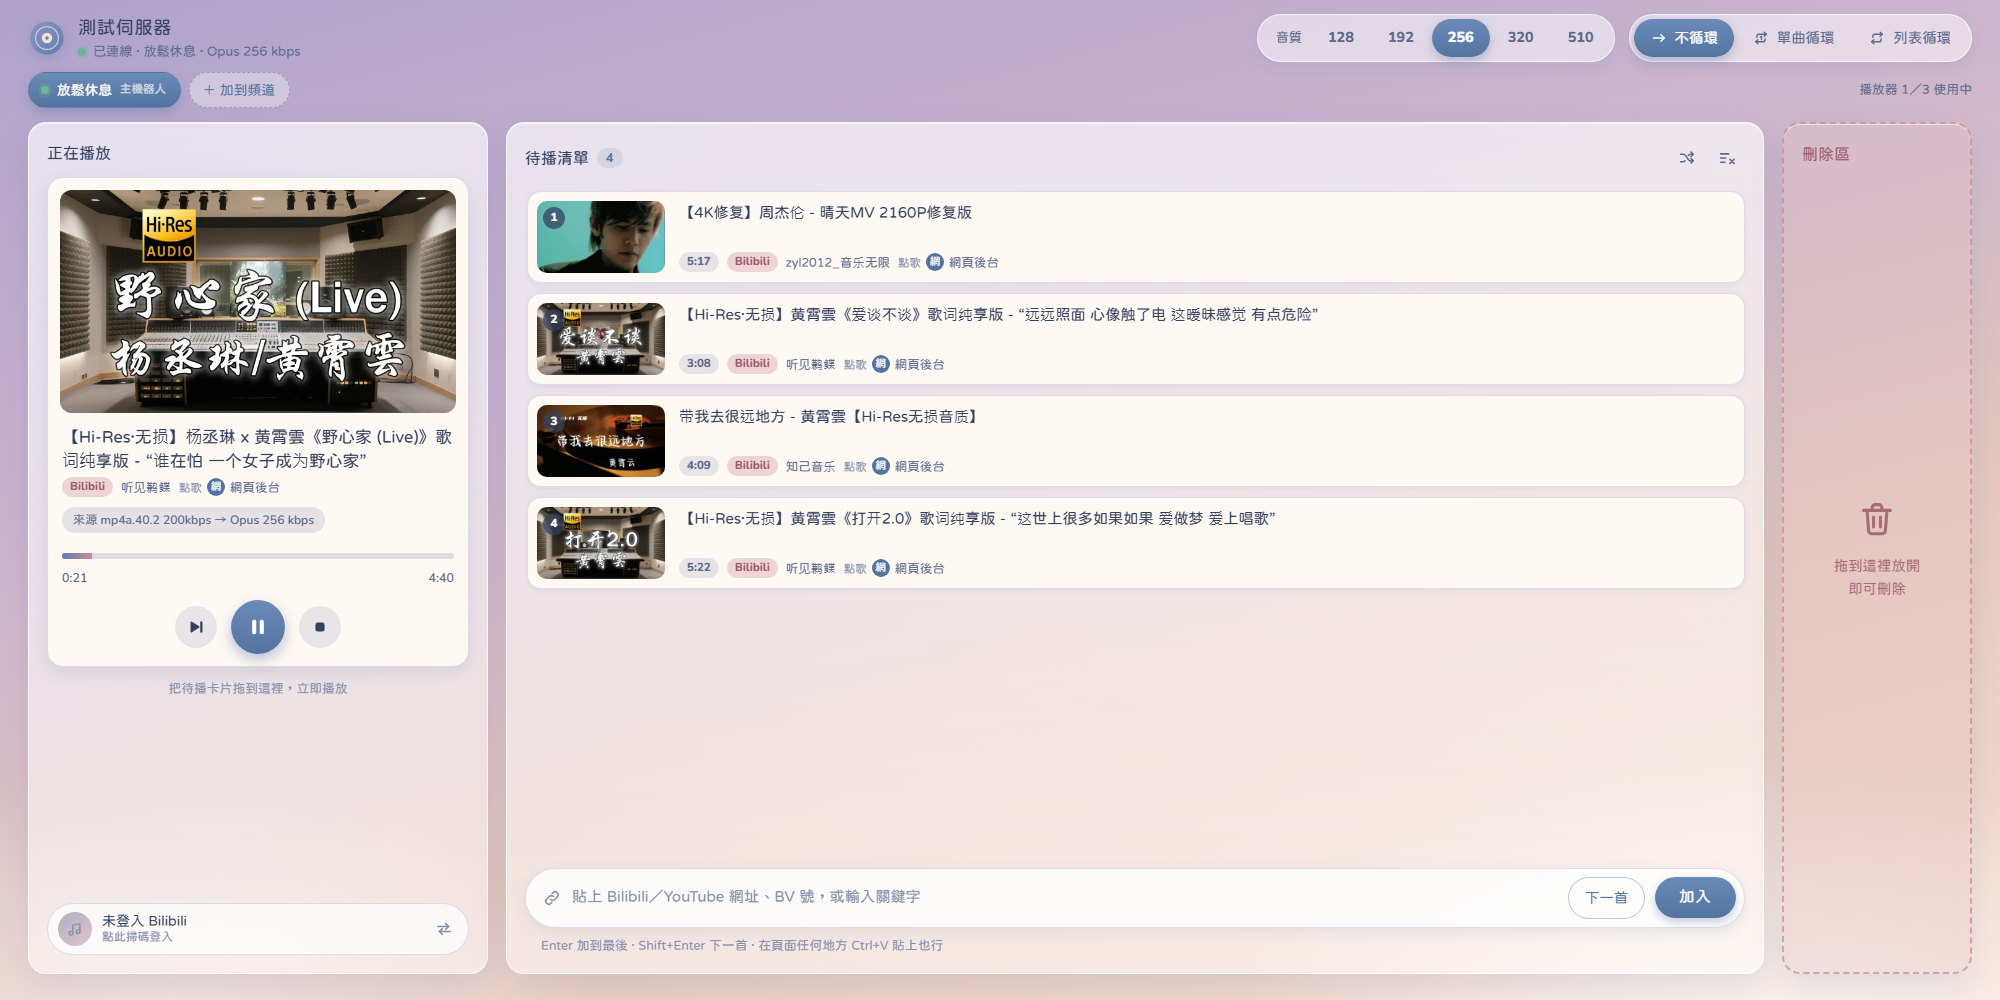 測試伺服器
已連線 · 放鬆休息 · Opus 256 kbps
音質 128 192 256 320 510
→ 不循環 單曲循環 列表循環
放鬆休息 主機器人
+ 加到頻道
播放器 1／3 使用中
正在播放
Hi-Res
AUDIO
野心家 (Live)
杨丞琳/黄霄雲
【Hi-Res·无损】杨丞琳 x 黄霄雲《野心家 (Live)》歌
词纯享版 - “谁在怕 一个女子成为野心家”
Bilibili 听见鹲鲽 點歌 網 網頁後台
來源 mp4a.40.2 200kbps → Opus 256 kbps
0:21 4:40
把待播卡片拖到這裡，立即播放
未登入 Bilibili
點此掃碼登入
待播清單 4
1
【4K修复】周杰伦 - 晴天MV 2160P修复版
5:17 Bilibili zyl2012_音乐无限 點歌 網 網頁後台
2
爱谈不谈
黄霄雲
【Hi-Res·无损】黄霄雲《爱谈不谈》歌词纯享版 - “远远照面 心像触了电 这暧昧感觉 有点危险”
3:08 Bilibili 點歌 網 網頁後台
3
带我去很远地方
黄霄云
带我去很远地方 - 黄霄雲【Hi-Res无损音质】
4:09 Bilibili 知己音乐 點歌 網 網頁後台
4
打开2.0
黄霄雲
【Hi-Res·无损】黄霄雲《打开2.0》歌词纯享版 - “这世上很多如果如果 爱做梦 爱上唱歌”
5:22 Bilibili 點歌 網 網頁後台
貼上 Bilibili／YouTube 網址、BV 號，或輸入關鍵字
下一首
加入
Enter 加到最後 · Shift+Enter 下一首 · 在頁面任何地方 Ctrl+V 貼上也行
刪除區
拖到這裡放開
即可刪除